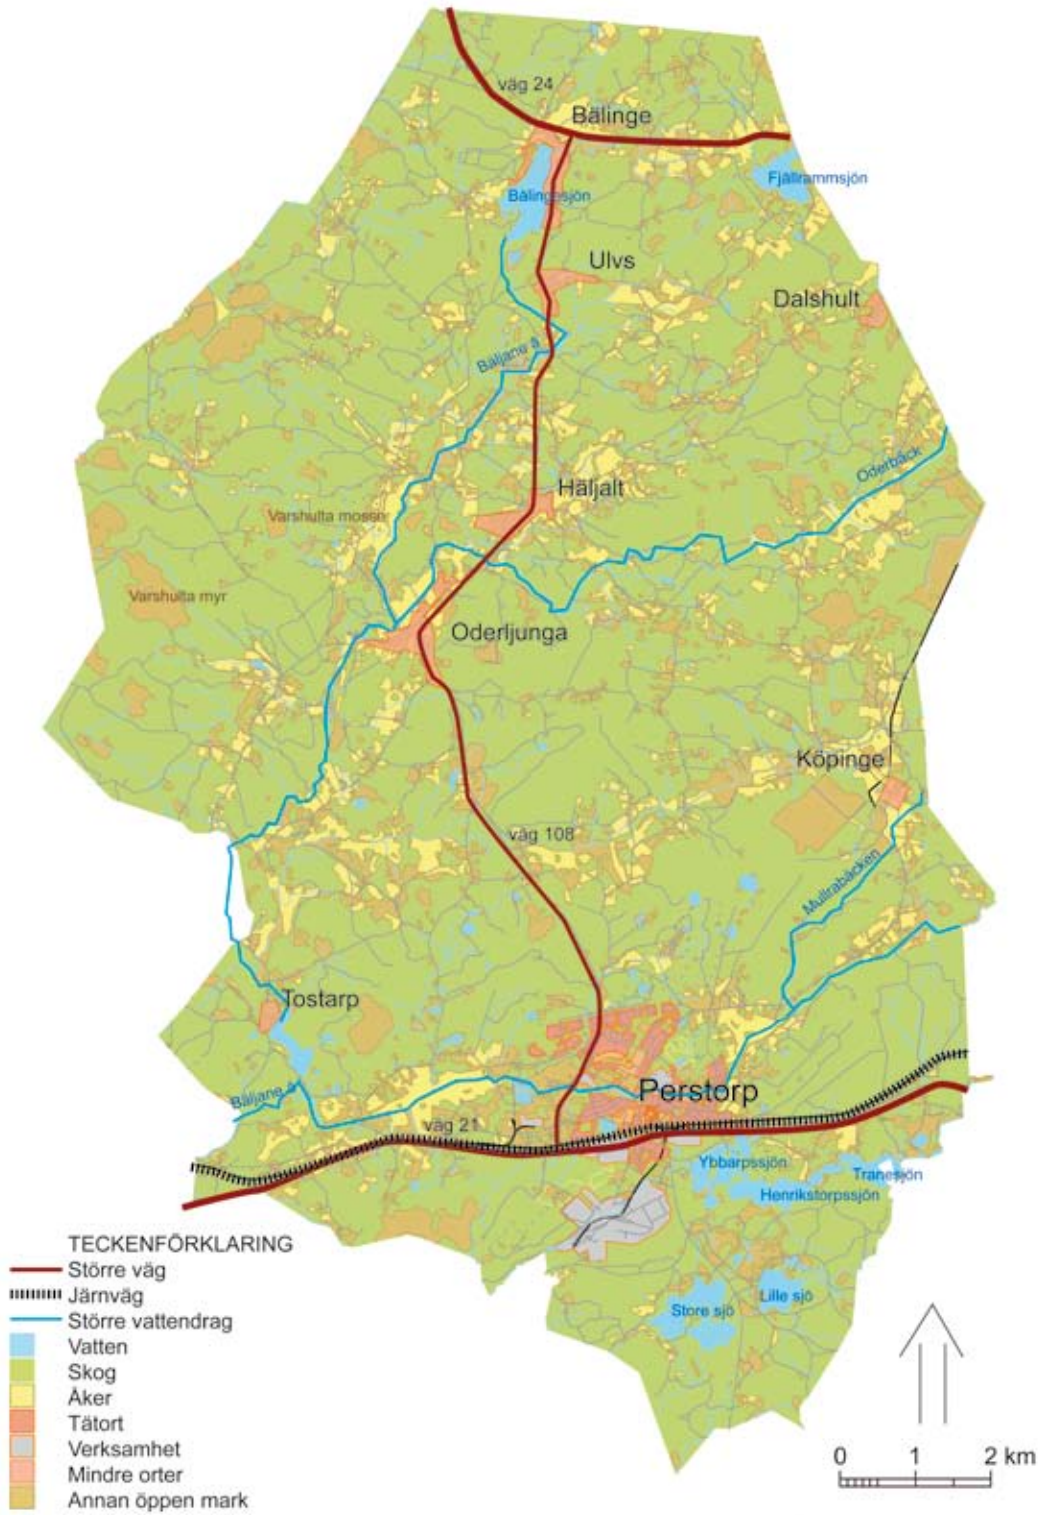 väg 24
Bälinge
Fjällrammsjön
Bälingesjön
Ulvs
Dalshult
Bäljane å
Oderbäck
Häljalt
Varshulta mosse
Varshulta myr
Oderljunga
Köpinge
väg 108
Mullrabäcken
Tostarp
Perstorp
Bäljane å
väg 21
Ybbarpssjön
Tranesjön
Henrikstorpssjön
Lille sjö
Store sjö
TECKENFÖRKLARING
Större väg
Järnväg
Större vattendrag
Vatten
Skog
Åker
Tätort
Verksamhet
Mindre orter
Annan öppen mark
0 1 2 km